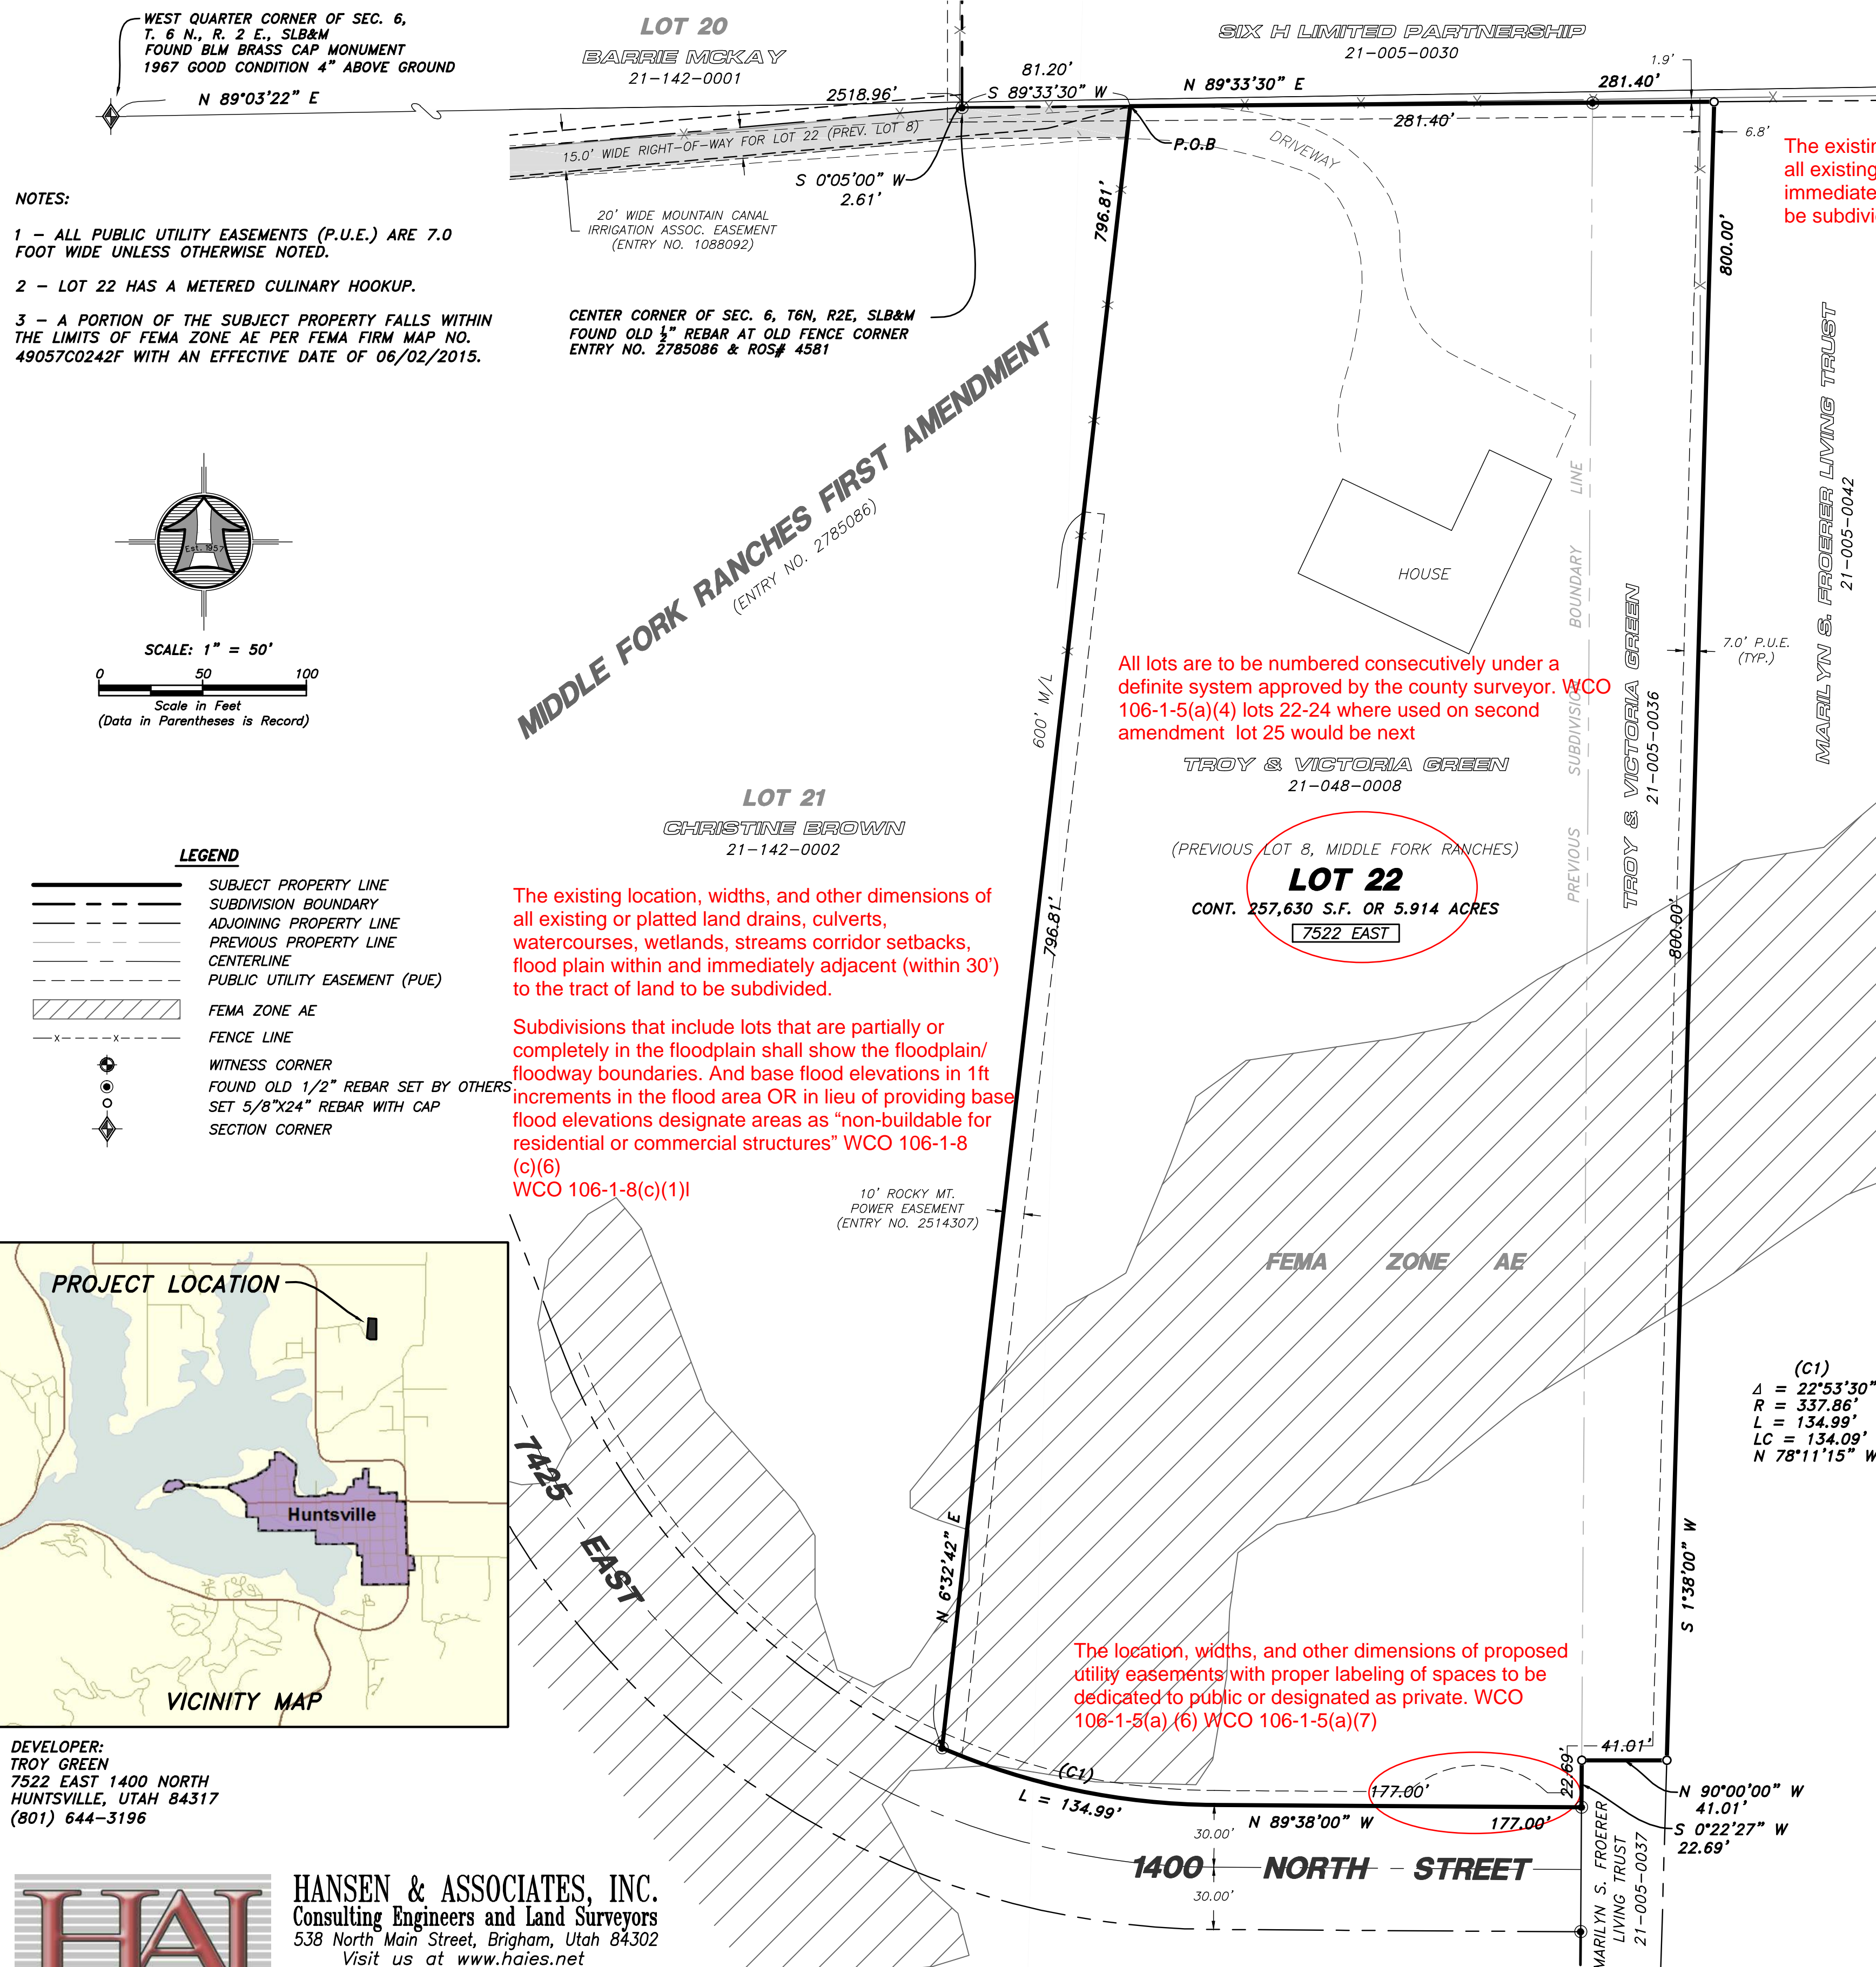 WEST QUARTER CORNER OF SEC. 6,
T. 6 N., R. 2 E., SLB&M
FOUND BLM BRASS CAP MONUMENT
1967 GOOD CONDITION 4" ABOVE GROUND
N 89°03'22" E
LOT 20
BARRIE MCKAY
21-142-0001
2518.96'
81.20'
S 89°33'30" W
SIX H LIMITED PARTNERSHIP
21-005-0030
N 89°33'30" E
281.40'
1.9'
281.40'
6.8'
15.0' WIDE RIGHT-OF-WAY FOR LOT 22 (PREV. LOT 8)
P.O.B
DRIVEWAY
S 0°05'00" W
2.61'
20' WIDE MOUNTAIN CANAL
IRRIGATION ASSOC. EASEMENT
(ENTRY NO. 1088092)
CENTER CORNER OF SEC. 6, T6N, R2E, SLB&M
FOUND OLD 1/2" REBAR AT OLD FENCE CORNER
ENTRY NO. 2785086 & ROS# 4581
796.81'
800.00'
The existin
all existing
immediate
be subdivi
NOTES:
1 - ALL PUBLIC UTILITY EASEMENTS (P.U.E.) ARE 7.0
FOOT WIDE UNLESS OTHERWISE NOTED.
2 - LOT 22 HAS A METERED CULINARY HOOKUP.
3 - A PORTION OF THE SUBJECT PROPERTY FALLS WITHIN
THE LIMITS OF FEMA ZONE AE PER FEMA FIRM MAP NO.
49057C0242F WITH AN EFFECTIVE DATE OF 06/02/2015.
Est. 1957
SCALE: 1" = 50'
0 50 100
Scale in Feet
(Data in Parentheses is Record)
MIDDLE FORK RANCHES FIRST AMENDMENT
(ENTRY NO. 2785086)
HOUSE
PREVIOUS SUBDIVISION BOUNDARY LINE
TROY & VICTORIA GREEN
21-005-0036
7.0' P.U.E.
(TYP.)
MARILYN S. FROERER LIVING TRUST
21-005-0042
600' M/L
All lots are to be numbered consecutively under a
definite system approved by the county surveyor. WCO
106-1-5(a)(4) lots 22-24 where used on second
amendment lot 25 would be next
TROY & VICTORIA GREEN
21-048-0008
(PREVIOUS LOT 8, MIDDLE FORK RANCHES)
LOT 22
CONT. 257,630 S.F. OR 5.914 ACRES
7522 EAST
LOT 21
CHRISTINE BROWN
21-142-0002
LEGEND
SUBJECT PROPERTY LINE
SUBDIVISION BOUNDARY
ADJOINING PROPERTY LINE
PREVIOUS PROPERTY LINE
CENTERLINE
PUBLIC UTILITY EASEMENT (PUE)
FEMA ZONE AE
FENCE LINE
WITNESS CORNER
FOUND OLD 1/2" REBAR SET BY OTHERS
SET 5/8"X24" REBAR WITH CAP
SECTION CORNER
The existing location, widths, and other dimensions of
all existing or platted land drains, culverts,
watercourses, wetlands, streams corridor setbacks,
flood plain within and immediately adjacent (within 30')
to the tract of land to be subdivided.
Subdivisions that include lots that are partially or
completely in the floodplain shall show the floodplain/
floodway boundaries. And base flood elevations in 1ft
increments in the flood area OR in lieu of providing base
flood elevations designate areas as “non-buildable for
residential or commercial structures” WCO 106-1-8
(c)(6)
WCO 106-1-8(c)(1)l
796.81'
800.00'
10' ROCKY MT.
POWER EASEMENT
(ENTRY NO. 2514307)
FEMA ZONE AE
PROJECT LOCATION
Huntsville
VICINITY MAP
7425 EAST
N 6°32'42" E
(C1)
Δ = 22°53'30"
R = 337.86'
L = 134.99'
LC = 134.09'
N 78°11'15" W
S 1°38'00" W
The location, widths, and other dimensions of proposed
utility easements with proper labeling of spaces to be
dedicated to public or designated as private. WCO
106-1-5(a) (6) WCO 106-1-5(a)(7)
DEVELOPER:
TROY GREEN
7522 EAST 1400 NORTH
HUNTSVILLE, UTAH 84317
(801) 644-3196
(C1)
L = 134.99'
177.00'
22.69'
41.01'
N 89°38'00" W
177.00'
N 90°00'00" W
41.01'
S 0°22'27" W
22.69'
30.00'
1400 NORTH STREET
30.00'
MARILYN S. FROERER
LIVING TRUST
21-005-0037
HAI
HANSEN & ASSOCIATES, INC.
Consulting Engineers and Land Surveyors
538 North Main Street, Brigham, Utah 84302
Visit us at www.haies.net